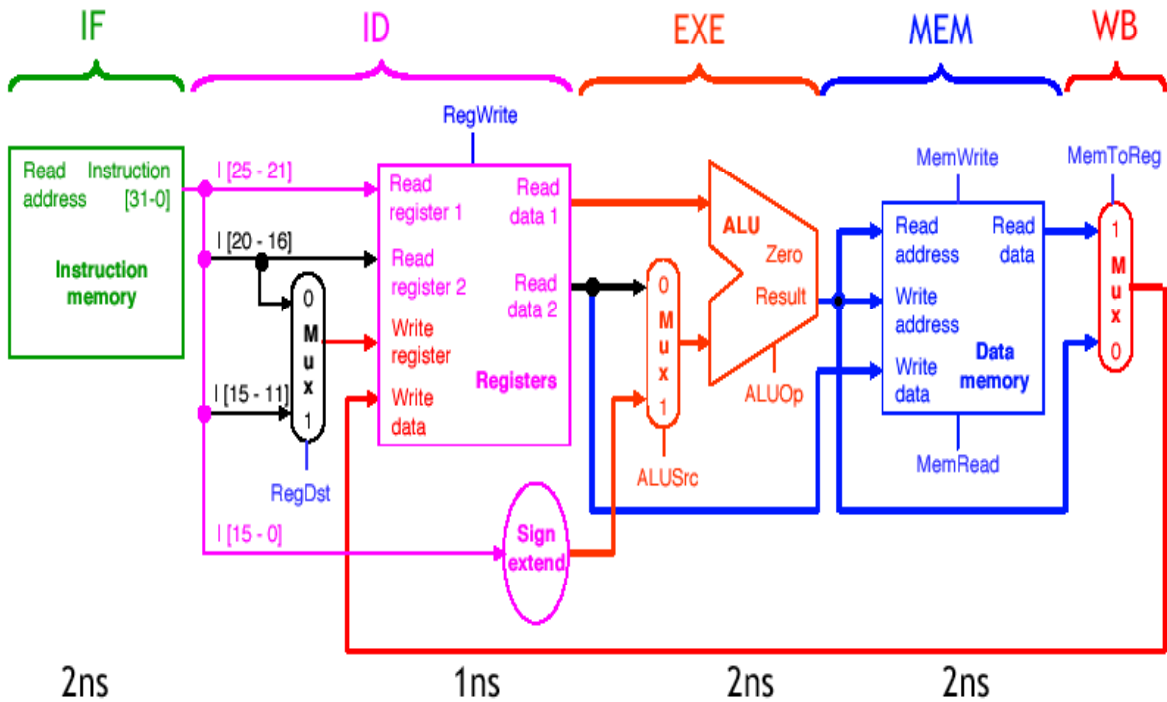 IF
ID
EXE
MEM
WB
Read Instruction
address [31-0]
Instruction
memory
I [25 - 21]
I [20 - 16]
I [15 - 11]
I [15 - 0]
0
M
u
x
1
RegDst
RegWrite
Read
register 1
Read
data 1
Read
register 2
Read
data 2
Write
register
Registers
Write
data
Sign
extend
0
M
u
x
1
ALUSrc
ALU
Zero
Result
ALUOp
MemWrite
Read
address
Read
data
Write
address
Write
data
Data
memory
MemRead
MemToReg
1
M
u
x
0
2ns
1ns
2ns
2ns